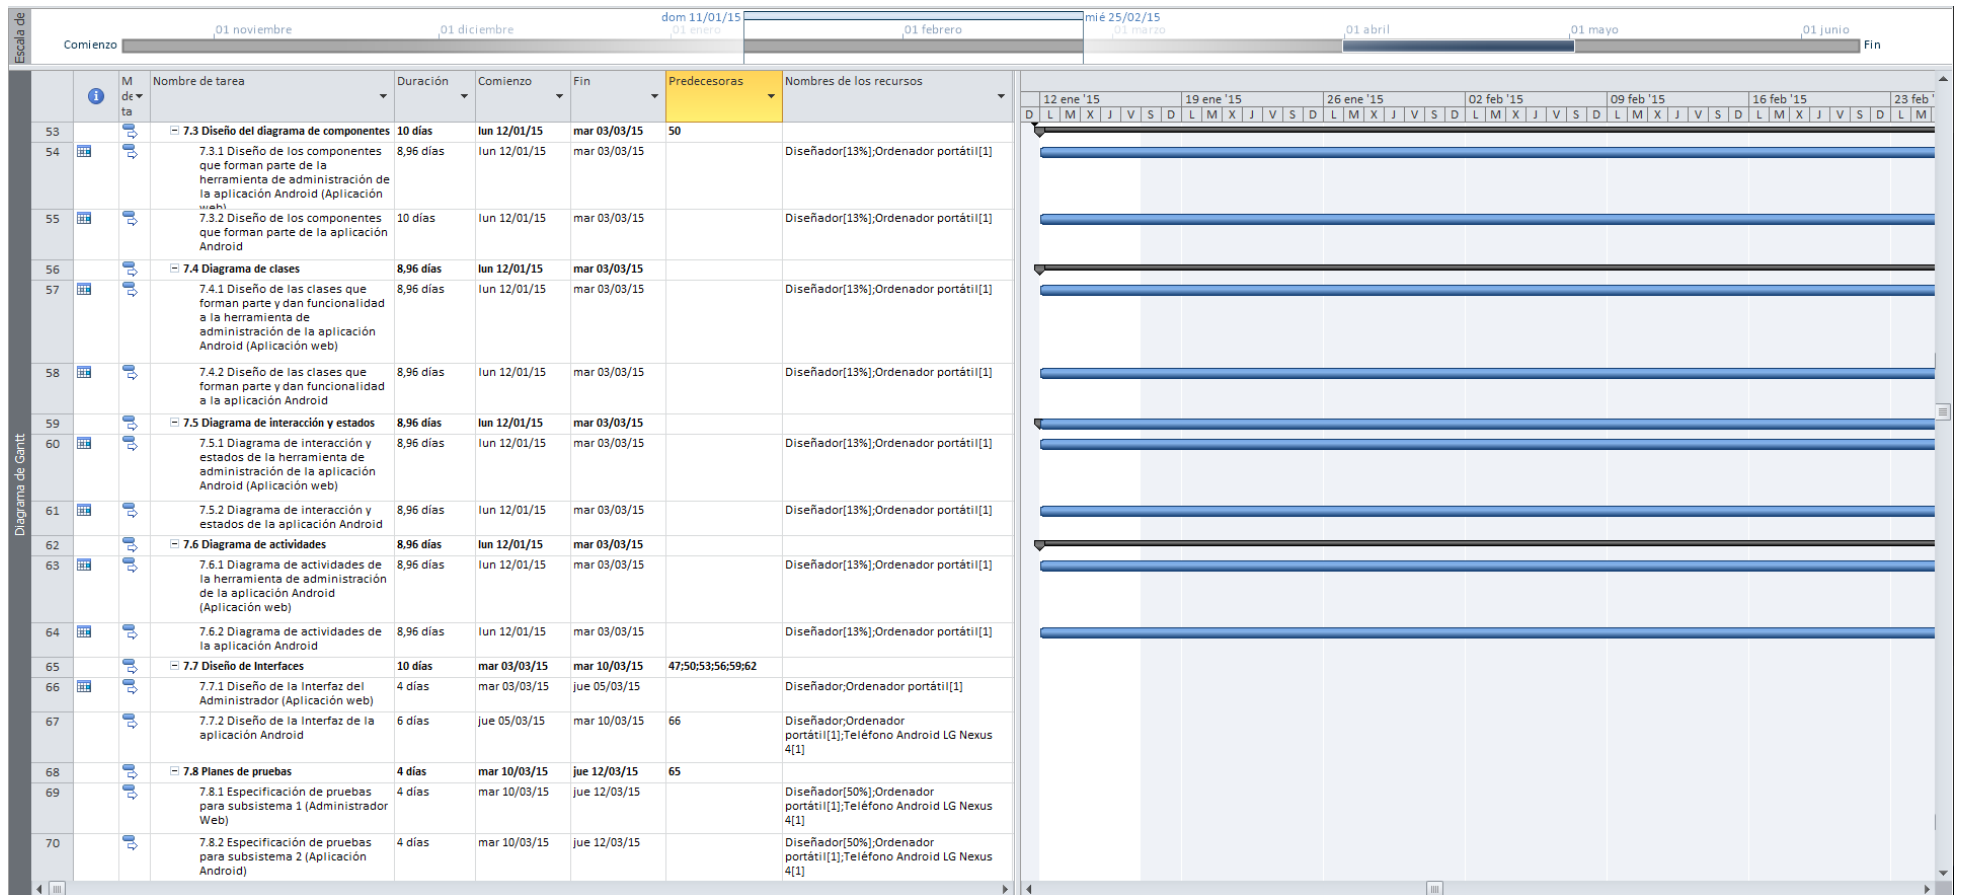 Escala de
dom 11/01/15
mié 25/02/15
01 noviembre
01 diciembre
01 enero
01 febrero
01 marzo
01 abril
01 mayo
01 junio
Comienzo
Fin
Diagrama de Gantt
M
de
ta
Nombre de tarea
Duración
Comienzo
Fin
Predecesoras
Nombres de los recursos
12 ene '15
19 ene '15
26 ene '15
02 feb '15
09 feb '15
16 feb '15
23 feb '
D L M X J V S D L M X J V S D L M X J V S D L M X J V S D L M X J V S D L M X J V S D L M
53 7.3 Diseño del diagrama de componentes 10 días lun 12/01/15 mar 03/03/15 50
54 7.3.1 Diseño de los componentes 8,96 días lun 12/01/15 mar 03/03/15 Diseñador[13%];Ordenador portátil[1]
que forman parte de la
herramienta de administración de
la aplicación Android (Aplicación
web)
55 7.3.2 Diseño de los componentes 10 días lun 12/01/15 mar 03/03/15 Diseñador[13%];Ordenador portátil[1]
que forman parte de la aplicación
Android
56 7.4 Diagrama de clases 8,96 días lun 12/01/15 mar 03/03/15
57 7.4.1 Diseño de las clases que 8,96 días lun 12/01/15 mar 03/03/15 Diseñador[13%];Ordenador portátil[1]
forman parte y dan funcionalidad
a la herramienta de
administración de la aplicación
Android (Aplicación web)
58 7.4.2 Diseño de las clases que 8,96 días lun 12/01/15 mar 03/03/15 Diseñador[13%];Ordenador portátil[1]
forman parte y dan funcionalidad
a la aplicación Android
59 7.5 Diagrama de interacción y estados 8,96 días lun 12/01/15 mar 03/03/15
60 7.5.1 Diagrama de interacción y 8,96 días lun 12/01/15 mar 03/03/15 Diseñador[13%];Ordenador portátil[1]
estados de la herramienta de
administración de la aplicación
Android (Aplicación web)
61 7.5.2 Diagrama de interacción y 8,96 días lun 12/01/15 mar 03/03/15 Diseñador[13%];Ordenador portátil[1]
estados de la aplicación Android
62 7.6 Diagrama de actividades 8,96 días lun 12/01/15 mar 03/03/15
63 7.6.1 Diagrama de actividades de 8,96 días lun 12/01/15 mar 03/03/15 Diseñador[13%];Ordenador portátil[1]
la herramienta de administración
de la aplicación Android
(Aplicación web)
64 7.6.2 Diagrama de actividades de 8,96 días lun 12/01/15 mar 03/03/15 Diseñador[13%];Ordenador portátil[1]
la aplicación Android
65 7.7 Diseño de Interfaces 10 días mar 03/03/15 mar 10/03/15 47;50;53;56;59;62
66 7.7.1 Diseño de la Interfaz del 4 días mar 03/03/15 jue 05/03/15 Diseñador;Ordenador portátil[1]
Administrador (Aplicación web)
67 7.7.2 Diseño de la Interfaz de la 6 días jue 05/03/15 mar 10/03/15 66 Diseñador;Ordenador
aplicación Android portátil[1];Teléfono Android LG Nexus
4[1]
68 7.8 Planes de pruebas 4 días mar 10/03/15 jue 12/03/15 65
69 7.8.1 Especificación de pruebas 4 días mar 10/03/15 jue 12/03/15 Diseñador[50%];Ordenador
para subsistema 1 (Administrador portátil[1];Teléfono Android LG Nexus
Web) 4[1]
70 7.8.2 Especificación de pruebas 4 días mar 10/03/15 jue 12/03/15 Diseñador[50%];Ordenador
para subsistema 2 (Aplicación portátil[1];Teléfono Android LG Nexus
Android) 4[1]